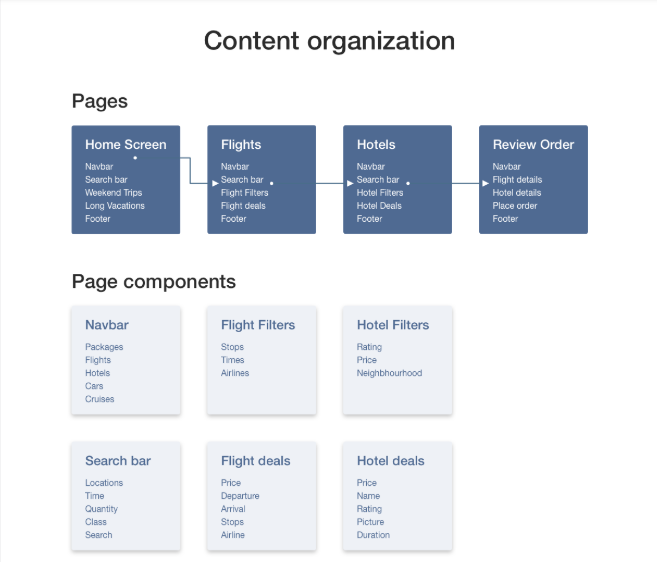 Content organization
Pages
Home Screen
Navbar
Search bar
Weekend Trips
Long Vacations
Footer
Flights
Navbar
Search bar
Flight Filters
Flight deals
Footer
Hotels
Navbar
Search bar
Hotel Filters
Hotel Deals
Footer
Review Order
Navbar
Flight details
Hotel details
Place order
Footer
Page components
Navbar
Packages
Flights
Hotels
Cars
Cruises
Flight Filters
Stops
Times
Airlines
Hotel Filters
Rating
Price
Neighbhourhood
Search bar
Locations
Time
Quantity
Class
Search
Flight deals
Price
Departure
Arrival
Stops
Airline
Hotel deals
Price
Name
Rating
Picture
Duration